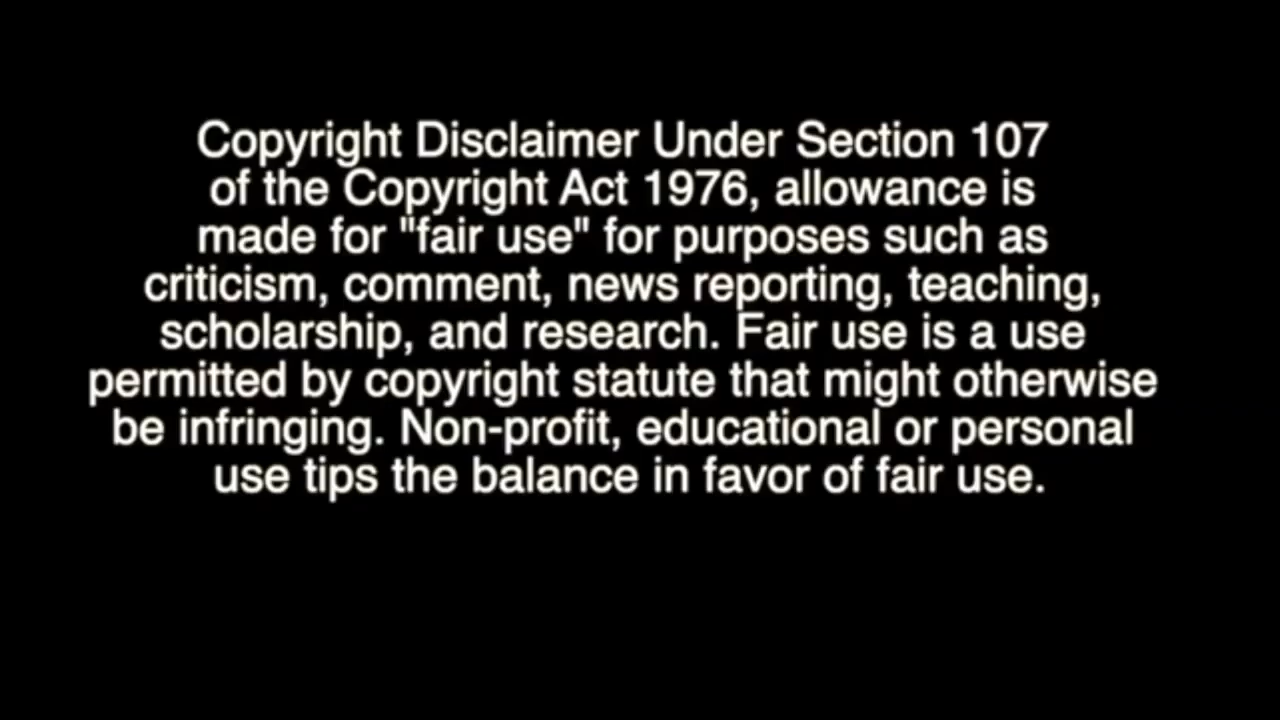 Copyright Disclaimer Under Section 107
of the Copyright Act 1976, allowance is
made for "fair use" for purposes such as
criticism, comment, news reporting, teaching,
scholarship, and research. Fair use is a use
permitted by copyright statute that might otherwise
be infringing. Non-profit, educational or personal
use tips the balance in favor of fair use.